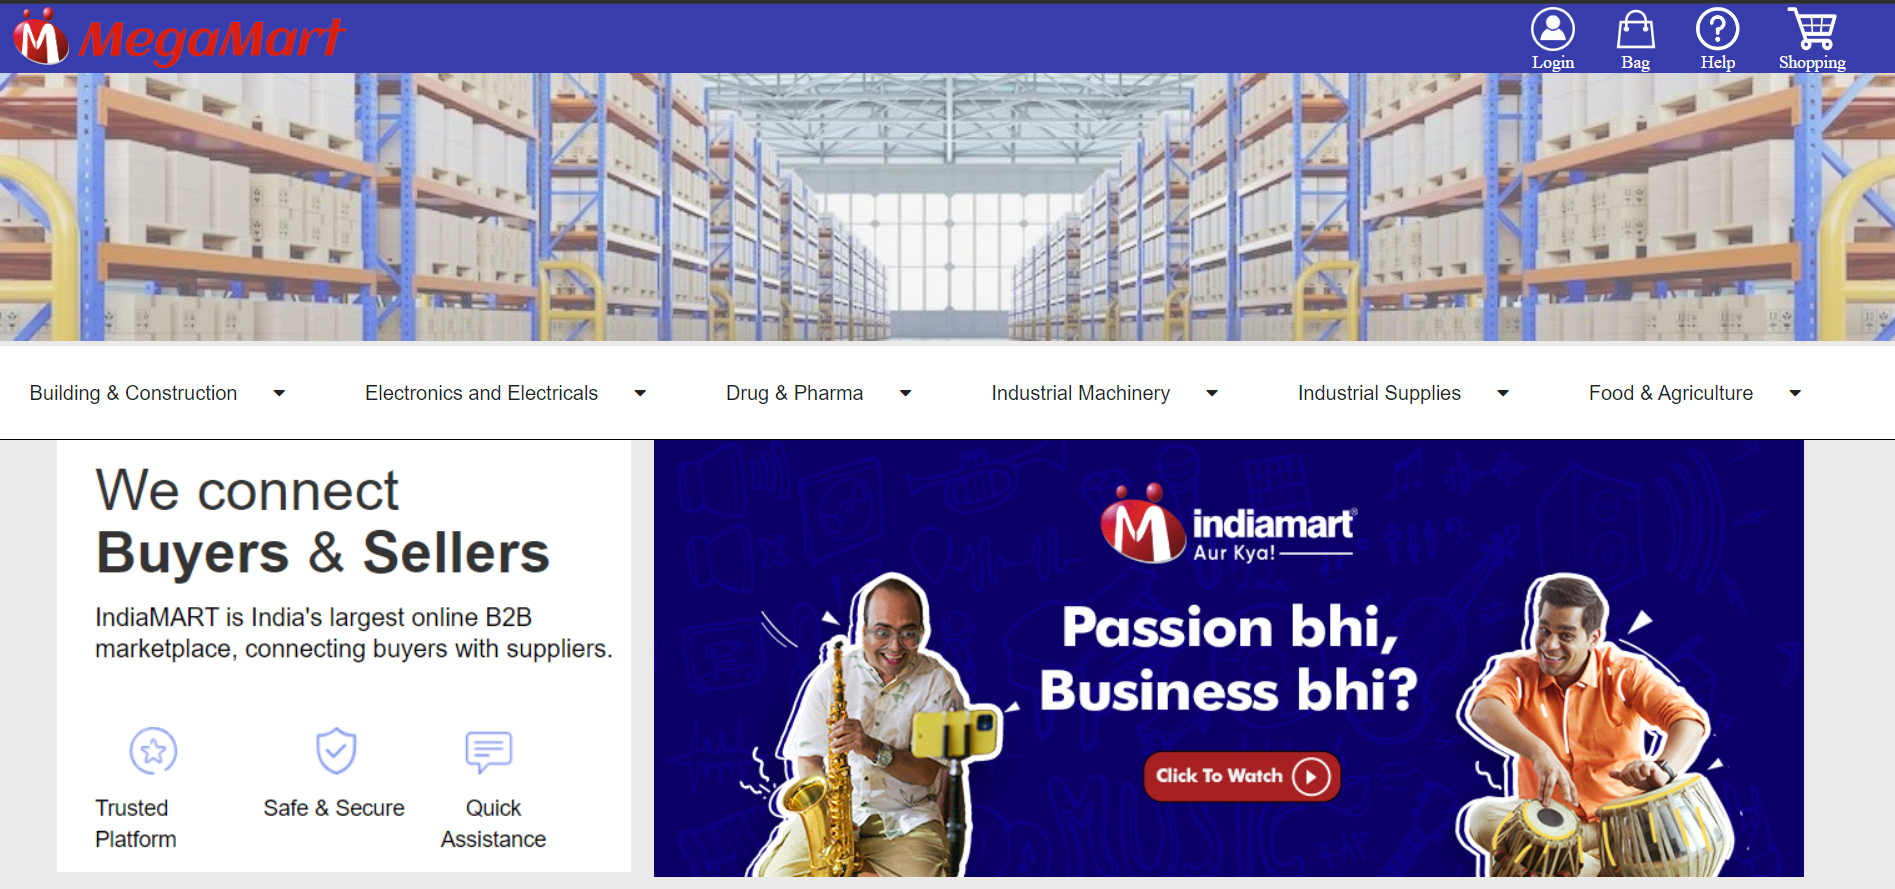 MegaMart
Login
Bag
Help
Shopping
Building & Construction
Electronics and Electricals
Drug & Pharma
Industrial Machinery
Industrial Supplies
Food & Agriculture
We connect
Buyers & Sellers
IndiaMART is India's largest online B2B
marketplace, connecting buyers with suppliers.
Trusted
Platform
Safe & Secure
Quick
Assistance
indiamart®
Aur Kya!
Passion bhi,
Business bhi?
Click To Watch
MUSIC